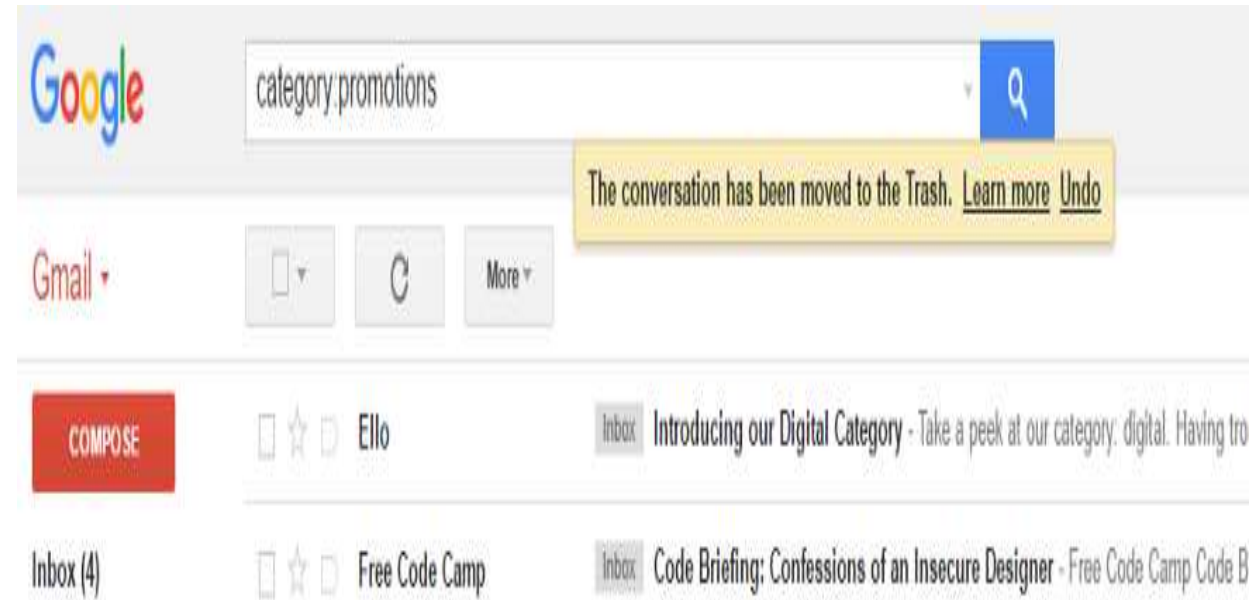 Google
category:promotions
The conversation has been moved to the Trash. Learn more Undo
Gmail
More
COMPOSE
Ello
Inbox Introducing our Digital Category - Take a peek at our category: digital. Having tro
Inbox (4)
Free Code Camp
Inbox Code Briefing: Confessions of an Insecure Designer - Free Code Camp Code B